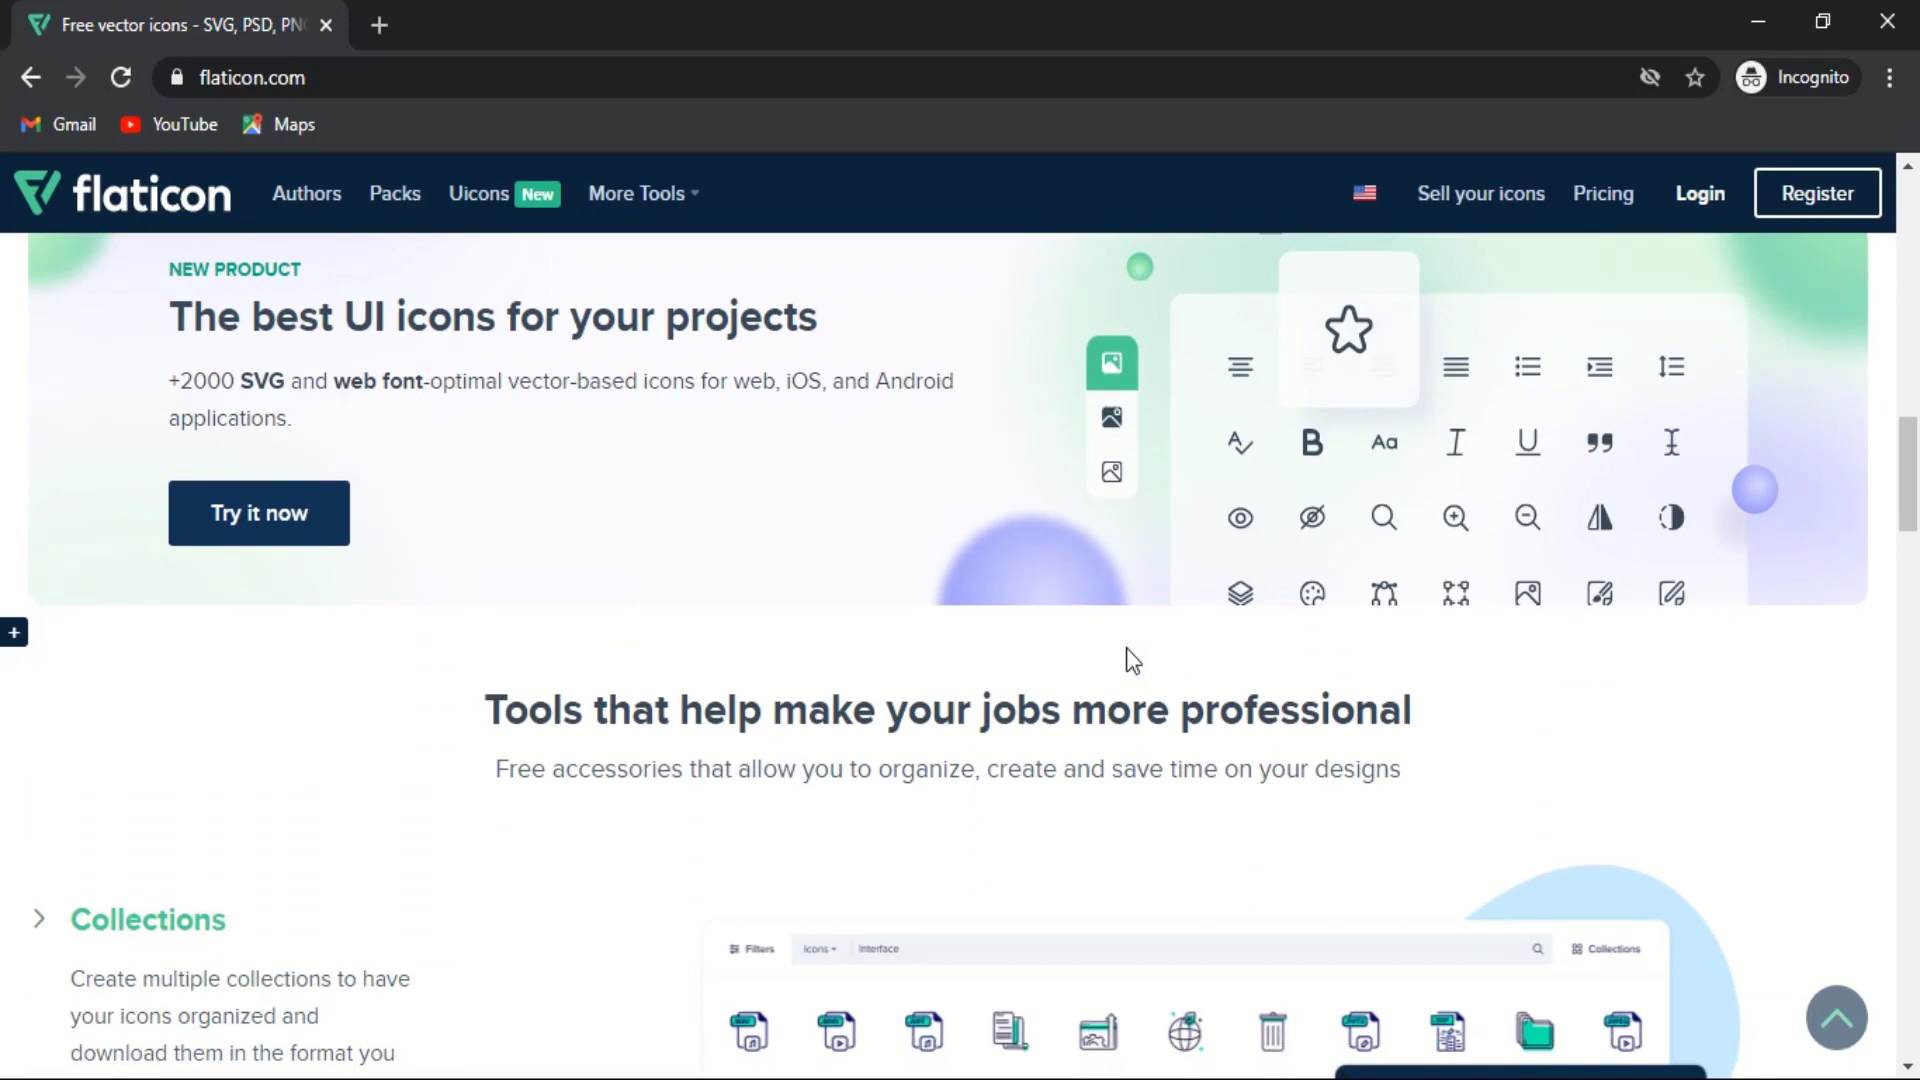 Free vector icons - SVG, PSD, PN
flaticon.com
Incognito
Gmail
YouTube
Maps
flaticon
Authors
Packs
Uicons New
More Tools
Sell your icons
Pricing
Login
Register
NEW PRODUCT
The best UI icons for your projects
+2000 SVG and web font-optimal vector-based icons for web, iOS, and Android
applications.
Try it now
B
Aa
I
U
Tools that help make your jobs more professional
Free accessories that allow you to organize, create and save time on your designs
Collections
Create multiple collections to have
your icons organized and
download them in the format you
Filters
Icons
Interface
Collections